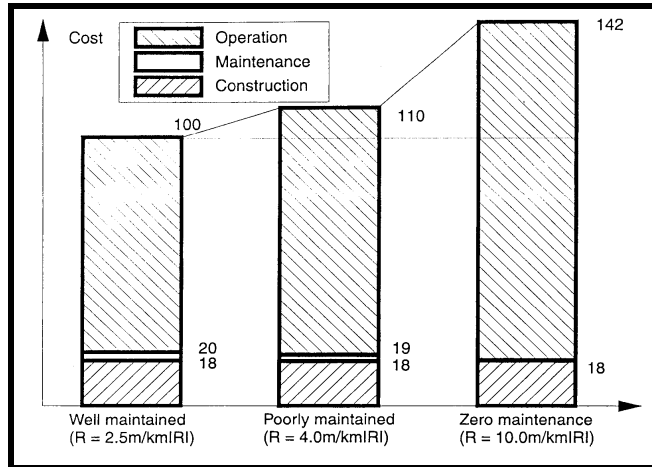 Cost
Operation
Maintenance
Construction
142
100
110
20
18
19
18
18
Well maintained
(R = 2.5m/kmIRI)
Poorly maintained
(R = 4.0m/kmIRI)
Zero maintenance
(R = 10.0m/kmIRI)